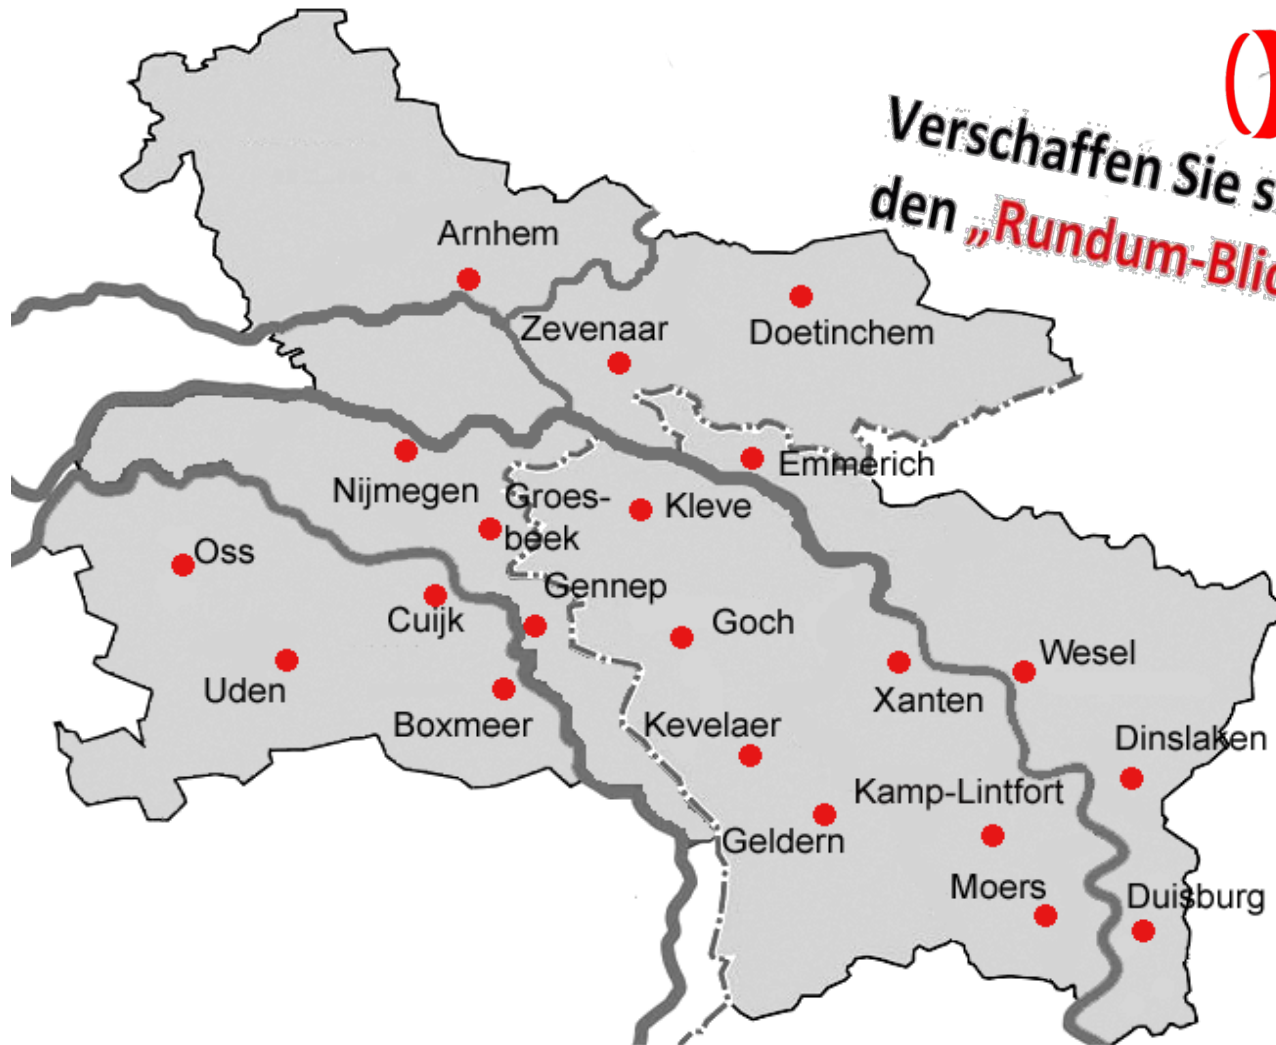 Verschaffen Sie
den „Rundum-Blic
Arnhem
Zevenaar
Doetinchem
Emmerich
Nijmegen
Groes-
beek
Kleve
Oss
Gennep
Cuijk
Goch
Wesel
Uden
Xanten
Boxmeer
Kevelaer
Dinslaken
Kamp-Lintfort
Geldern
Moers
Duisburg